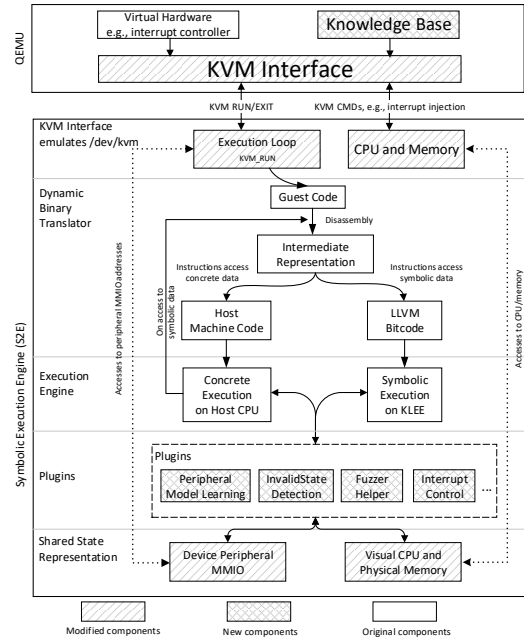 QEMU
Virtual Hardware
e.g., interrupt controller
Knowledge Base
KVM Interface
KVM RUN/EXIT
KVM CMDs, e.g., interrupt injection
Symbolic Execution Engine (S2E)
KVM Interface
emulates /dev/kvm
Execution Loop
KVM_RUN
CPU and Memory
Dynamic
Binary
Translator
Guest Code
Disassembly
Intermediate
Representation
Instructions access
concrete data
Instructions access
symbolic data
Host
Machine Code
LLVM
Bitcode
Accesses to peripheral MMIO addresses
On access to
symbolic data
Accesses to CPU/memory
Execution
Engine
Concrete
Execution
on Host CPU
Symbolic
Execution
on KLEE
Plugins
Plugins
Peripheral
Model Learning
InvalidState
Detection
Fuzzer
Helper
Interrupt
Control
...
Shared State
Representation
Device Peripheral
MMIO
Visual CPU and
Physical Memory
Modified components
New components
Original components